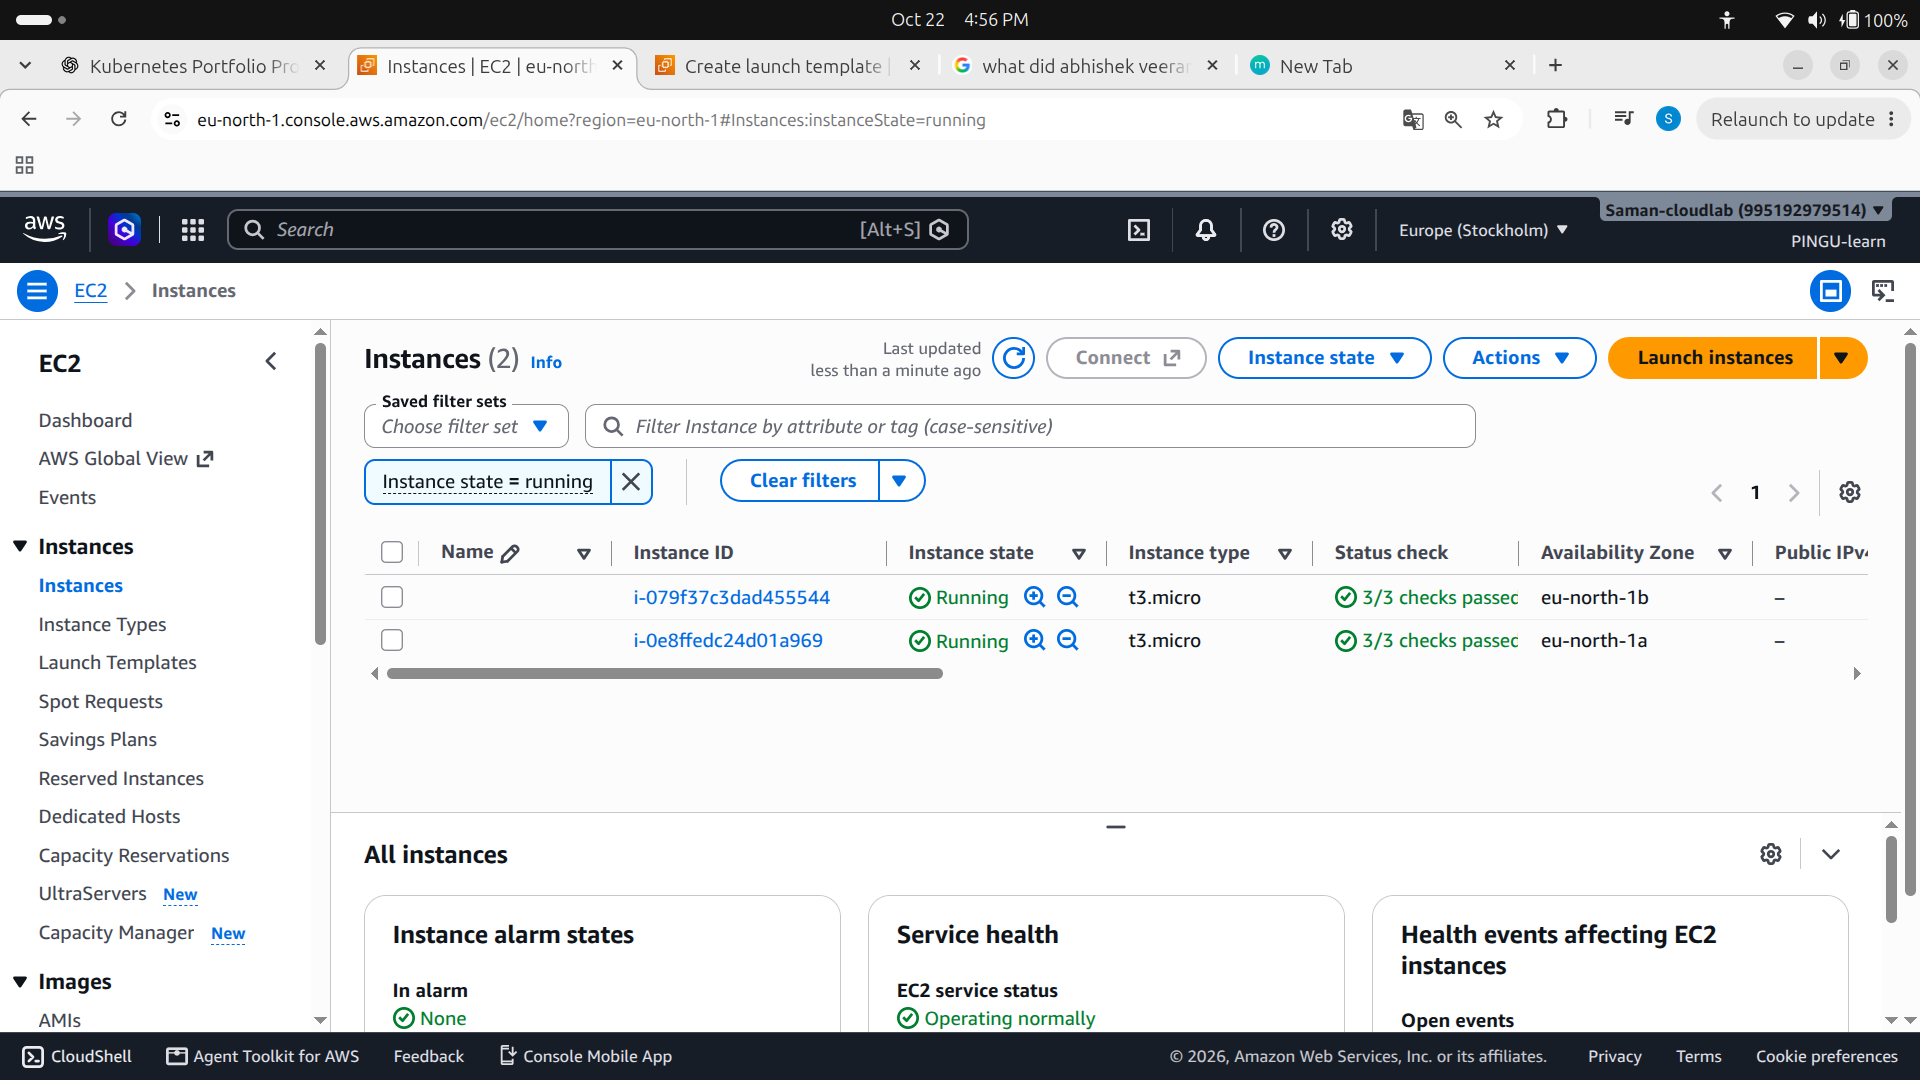 Oct 22 4:56 PM
100%
Kubernetes Portfolio Pro
Instances | EC2 | eu-north
Create launch template |
what did abhishek veerar
New Tab
eu-north-1.console.aws.amazon.com/ec2/home?region=eu-north-1#Instances:instanceState=running
S
Relaunch to update
aws
Search
[Alt+S]
Europe (Stockholm)
Saman-cloudlab (995192979514)
PINGU-learn
EC2
Instances
EC2
Dashboard
AWS Global View
Events
Instances
Instances
Instance Types
Launch Templates
Spot Requests
Savings Plans
Reserved Instances
Dedicated Hosts
Capacity Reservations
UltraServers New
Capacity Manager New
Images
AMIs
Instances (2) Info
Last updated
less than a minute ago
Connect
Instance state
Actions
Launch instances
Saved filter sets
Choose filter set
Filter Instance by attribute or tag (case-sensitive)
Instance state = running
Clear filters
1
Name Instance ID Instance state Instance type Status check Availability Zone Public IPv4
i-079f37c3dad455544 Running t3.micro 3/3 checks passed eu-north-1b –
i-0e8ffedc24d01a969 Running t3.micro 3/3 checks passed eu-north-1a –
All instances
Instance alarm states
In alarm
None
Service health
EC2 service status
Operating normally
Health events affecting EC2
instances
Open events
CloudShell
Agent Toolkit for AWS
Feedback
Console Mobile App
© 2026, Amazon Web Services, Inc. or its affiliates.
Privacy
Terms
Cookie preferences